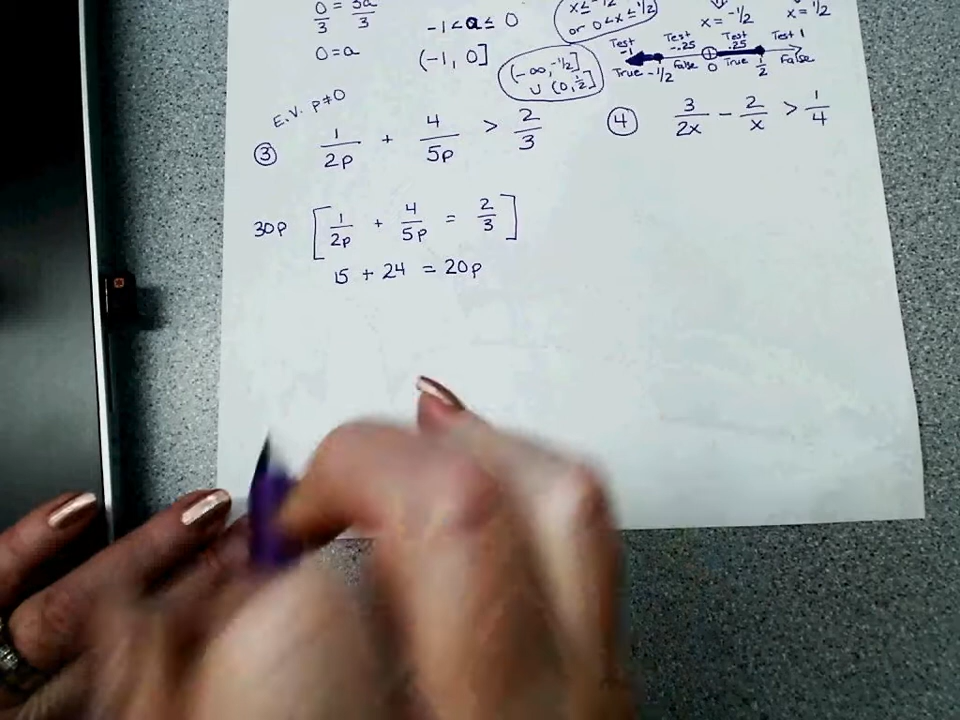 0/3 = 3a/3
0 = a
-1 < a ≤ 0
(-1, 0]
x ≤ -1/2
or 0 < x ≤ 1/2
(-∞, -1/2]
∪ (0, 1/2]
x = -1/2
x = 1/2
Test -1
Test -.25
Test .25
Test 1
True -1/2 False 0 True 1/2 False
E.V. p ≠ 0
③ 1/2p + 4/5p > 2/3
30p [ 1/2p + 4/5p = 2/3 ]
15 + 24 = 20p
④ 3/2x - 2/x > 1/4